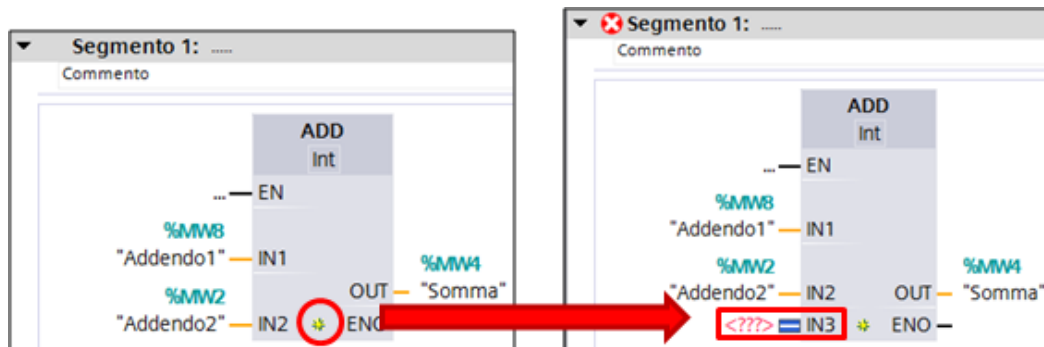 Segmento 1: .....
Commento
ADD
Int
... EN
%MW8
"Addendo1" IN1
%MW4
%MW2
OUT "Somma"
"Addendo2" IN2 ENO
Segmento 1: .....
Commento
ADD
Int
... EN
%MW8
"Addendo1" IN1
%MW2 %MW4
"Addendo2" IN2 OUT "Somma"
<???> IN3 ENO